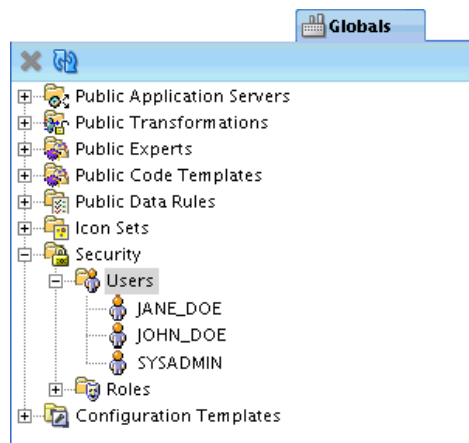 Globals
Public Application Servers
Public Transformations
Public Experts
Public Code Templates
Public Data Rules
Icon Sets
Security
Users
JANE_DOE
JOHN_DOE
SYSADMIN
Roles
Configuration Templates